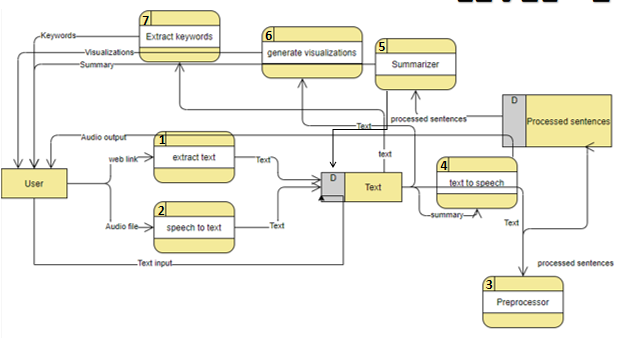 7
Extract keywords
Keywords
6
generate visualizations
Visualizations
5
Summarizer
Summary
D
Processed sentences
processed sentences
Text
Audio output
1
extract text
web link
Text
text
4
text to speech
User
D
Text
2
speech to text
Audio file
Text
summary
Text
Text input
processed sentences
3
Preprocessor